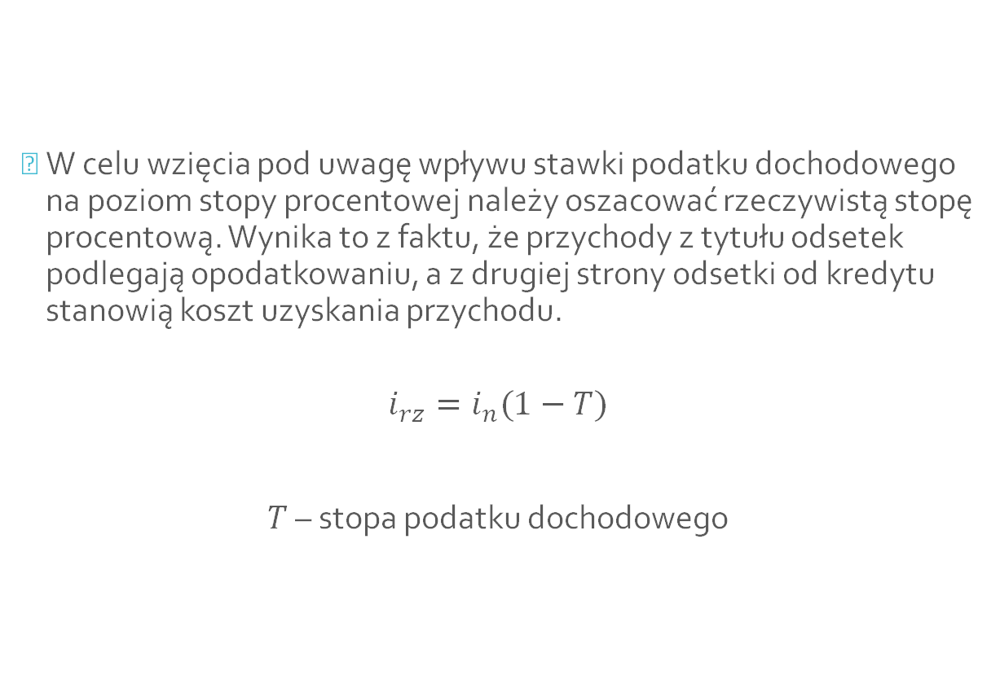 W celu wzięcia pod uwagę wpływu stawki podatku dochodowego
na poziom stopy procentowej należy oszacować rzeczywistą stopę
procentową. Wynika to z faktu, że przychody z tytułu odsetek
podlegają opodatkowaniu, a z drugiej strony odsetki od kredytu
stanowią koszt uzyskania przychodu.
i_{rz} = i_n(1 − T)
T – stopa podatku dochodowego